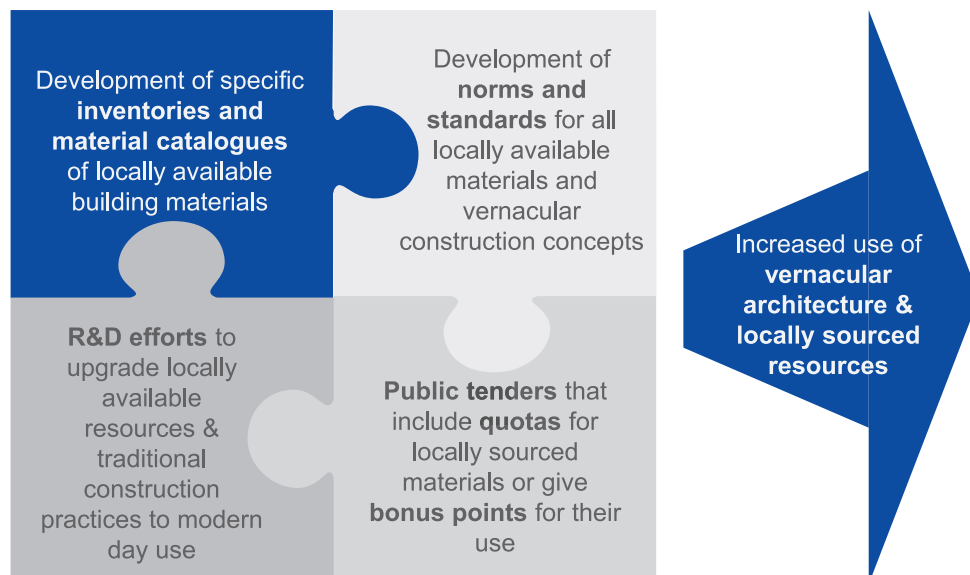 Development of specific
inventories and
material catalogues
of locally available
building materials
Development of
norms and
standards for all
locally available
materials and
vernacular
construction concepts
R&D efforts to
upgrade locally
available
resources &
traditional
construction
practices to modern
day use
Public tenders that
include quotas for
locally sourced
materials or give
bonus points for their
use
Increased use of
vernacular
architecture &
locally sourced
resources